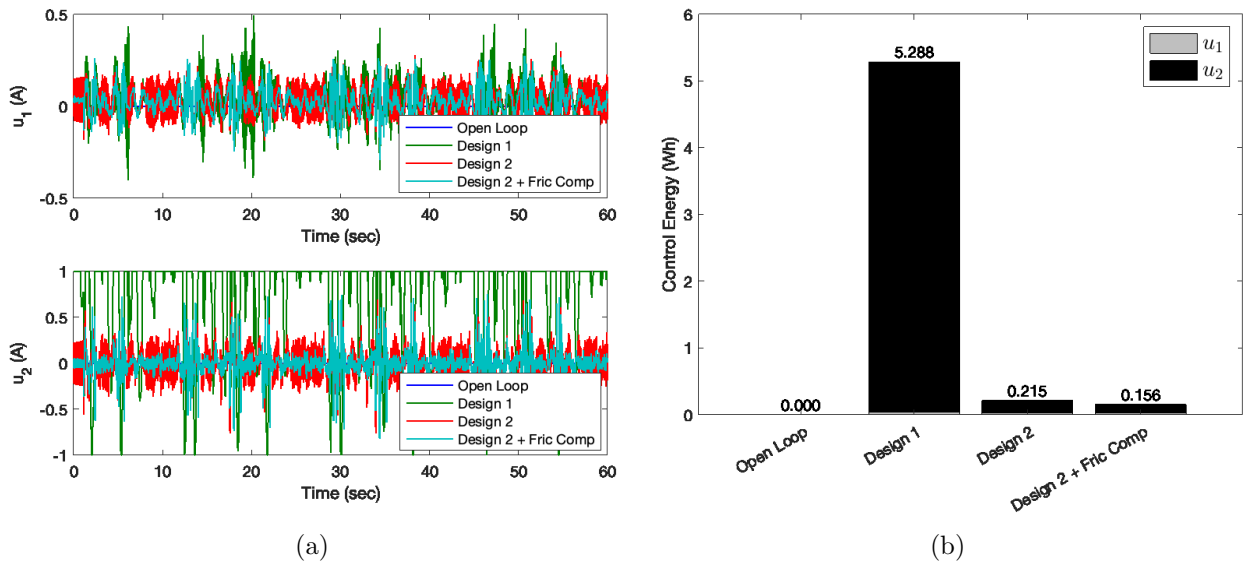 0.5
0
-0.5
u1 (A)
0 10 20 30 40 50 60
Time (sec)
Open Loop
Design 1
Design 2
Design 2 + Fric Comp
1
0.5
0
-0.5
-1
u2 (A)
0 10 20 30 40 50 60
Time (sec)
Open Loop
Design 1
Design 2
Design 2 + Fric Comp
(a)
6
5
4
3
2
1
0
Control Energy (Wh)
u1
u2
0.000
5.288
0.215
0.156
Open Loop
Design 1
Design 2
Design 2 + Fric Comp
(b)